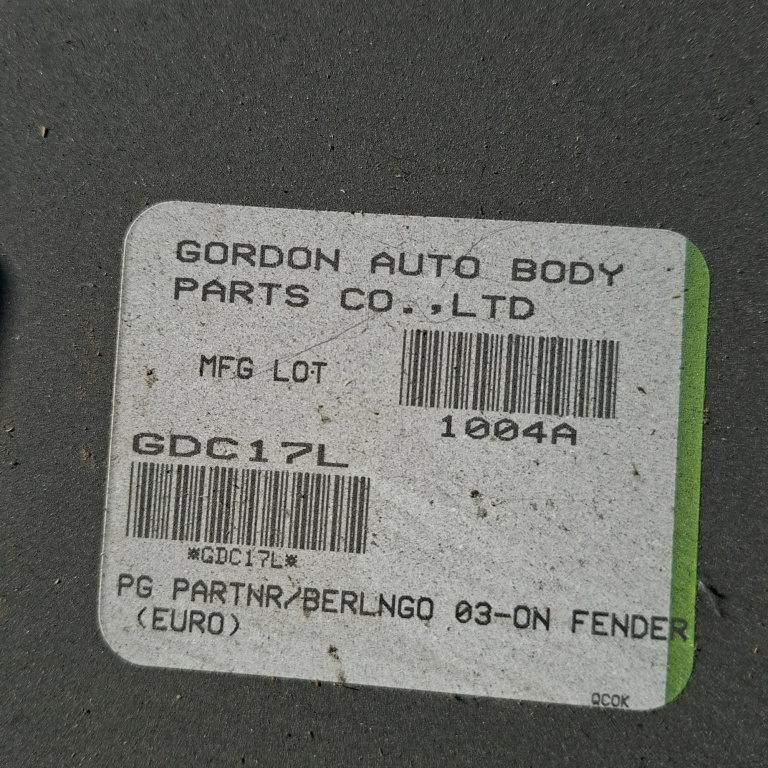 GORDON AUTO BODY
PARTS CO.,LTD
MFG LOT
1004A
GDC17L
*GDC17L*
PG PARTNR/BERLNGO 03-ON FENDER
(EURO)
QCOK